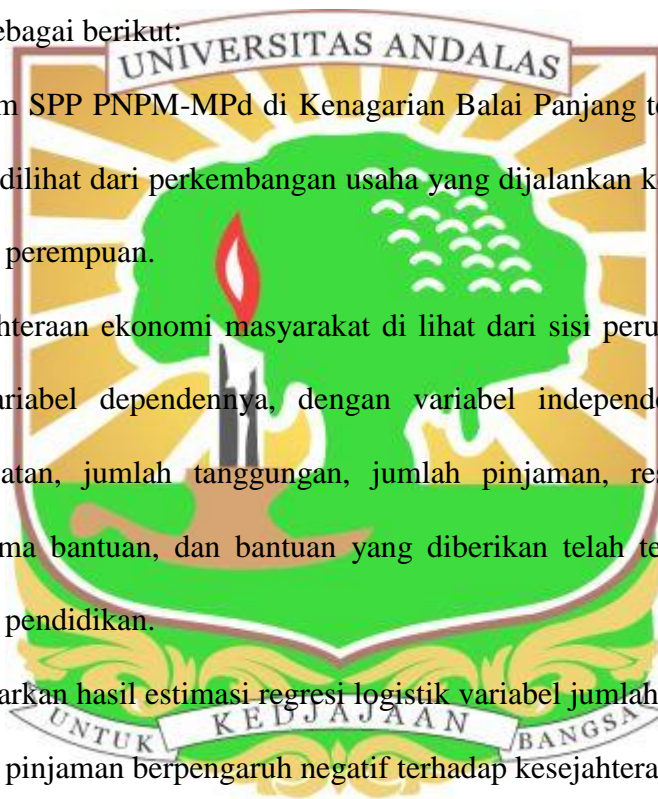 ebagai berikut:
UNIVERSITAS ANDALAS
m SPP PNPM-MPd di Kenagarian Balai Panjang te
dilihat dari perkembangan usaha yang dijalankan k
perempuan.
hteraan ekonomi masyarakat di lihat dari sisi peru
ariabel dependennya, dengan variabel independe
atan, jumlah tanggungan, jumlah pinjaman, re
ma bantuan, dan bantuan yang diberikan telah te
pendidikan.
arkan hasil estimasi regresi logistik variabel jumlah
UNTUK KEDJAJAAN BANGSA
pinjaman berpengaruh negatif terhadap kesejahtera